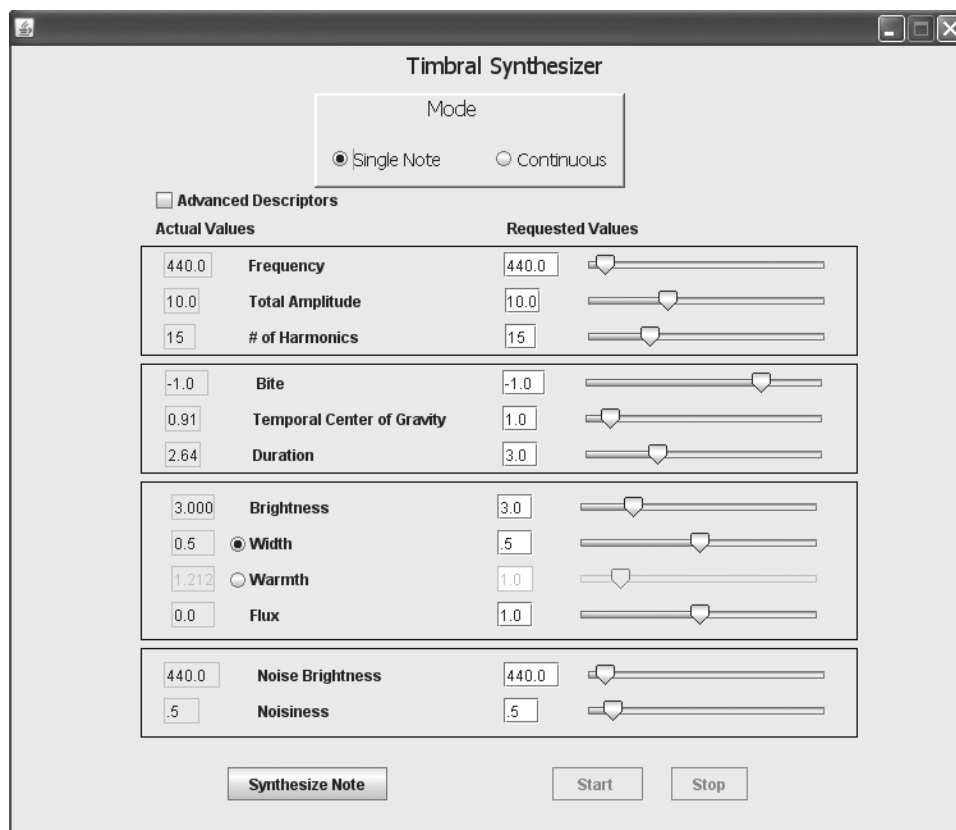 Timbral Synthesizer
Mode
Single Note Continuous
Advanced Descriptors
Actual Values Requested Values
440.0 Frequency 440.0
10.0 Total Amplitude 10.0
15 # of Harmonics 15
-1.0 Bite -1.0
0.91 Temporal Center of Gravity 1.0
2.64 Duration 3.0
3.000 Brightness 3.0
0.5 Width .5
1.212 Warmth 1.0
0.0 Flux 1.0
440.0 Noise Brightness 440.0
.5 Noisiness .5
Synthesize Note Start Stop